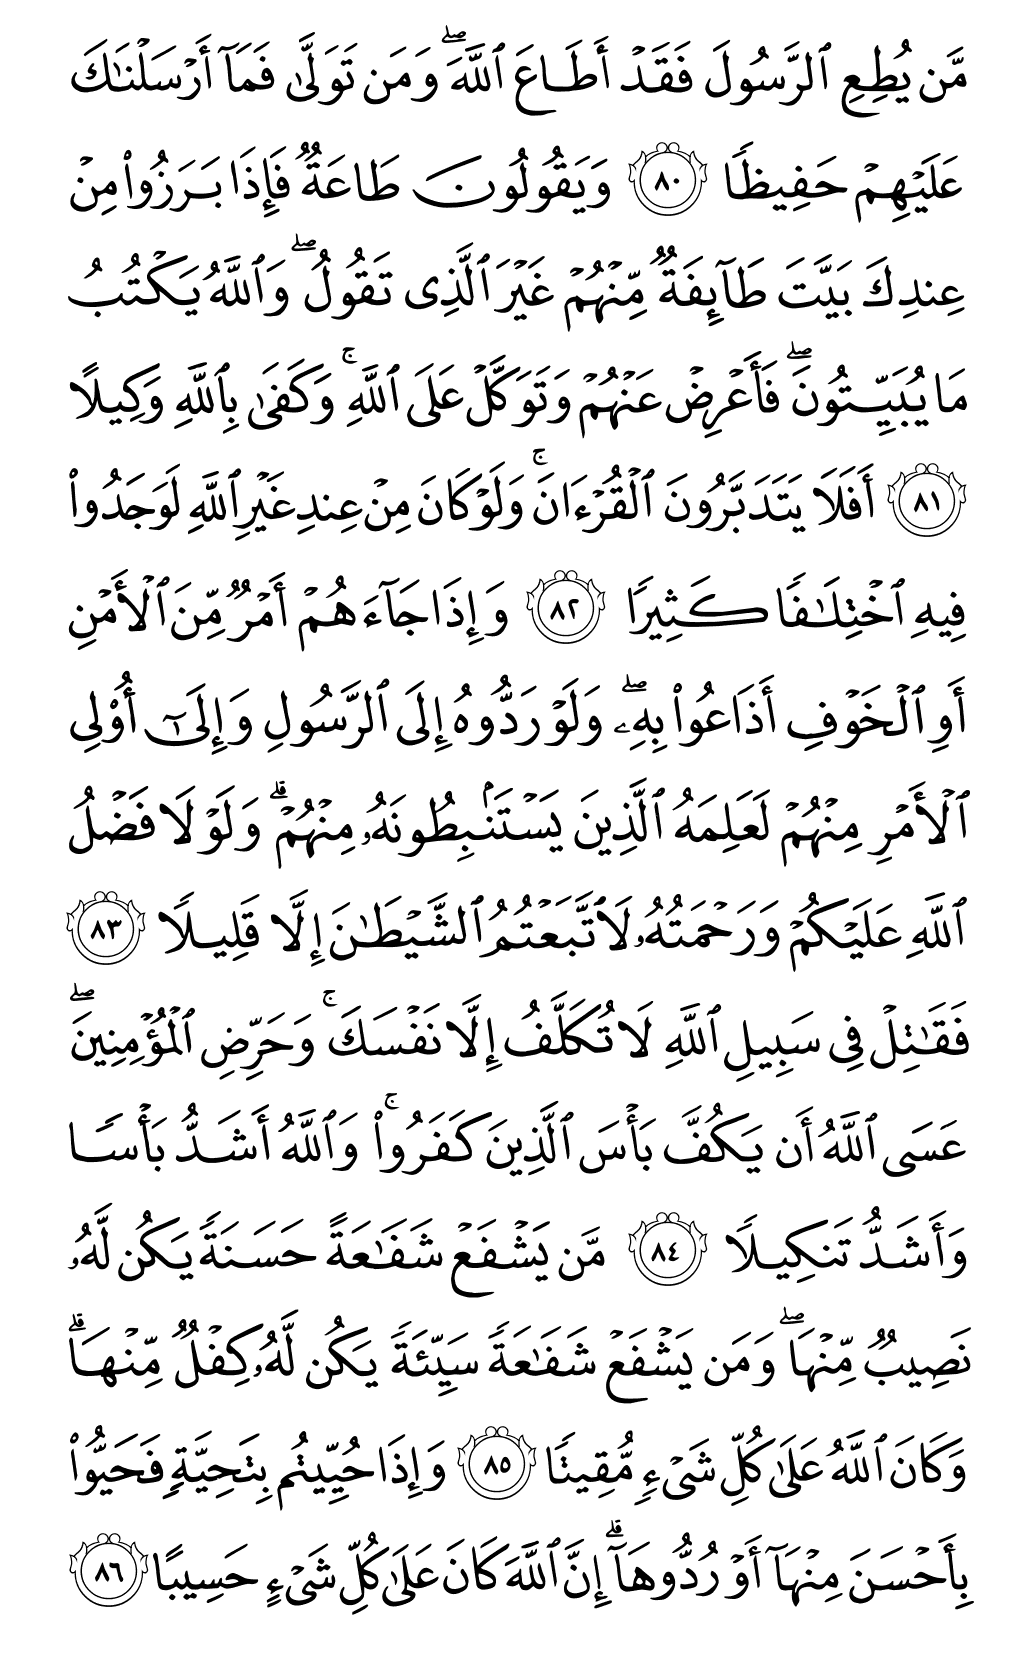 مَّن يُطِعِ ٱلرَّسُولَ فَقَدۡ أَطَاعَ ٱللَّهَۖ وَمَن تَوَلَّىٰ فَمَآ أَرۡسَلۡنَٰكَ
عَلَيۡهِمۡ حَفِيظٗا ٨٠ وَيَقُولُونَ طَاعَةٞ فَإِذَا بَرَزُواْ مِنۡ
عِندِكَ بَيَّتَ طَآئِفَةٞ مِّنۡهُمۡ غَيۡرَ ٱلَّذِي تَقُولُۖ وَٱللَّهُ يَكۡتُبُ
مَا يُبَيِّتُونَۖ فَأَعۡرِضۡ عَنۡهُمۡ وَتَوَكَّلۡ عَلَى ٱللَّهِۚ وَكَفَىٰ بِٱللَّهِ وَكِيلًا
٨١ أَفَلَا يَتَدَبَّرُونَ ٱلۡقُرۡءَانَۚ وَلَوۡ كَانَ مِنۡ عِندِ غَيۡرِ ٱللَّهِ لَوَجَدُواْ
فِيهِ ٱخۡتِلَٰفٗا كَثِيرٗا ٨٢ وَإِذَا جَآءَهُمۡ أَمۡرٞ مِّنَ ٱلۡأَمۡنِ
أَوِ ٱلۡخَوۡفِ أَذَاعُواْ بِهِۦۖ وَلَوۡ رَدُّوهُ إِلَى ٱلرَّسُولِ وَإِلَىٰٓ أُوْلِي
ٱلۡأَمۡرِ مِنۡهُمۡ لَعَلِمَهُ ٱلَّذِينَ يَسۡتَنۢبِطُونَهُۥ مِنۡهُمۡۗ وَلَوۡلَا فَضۡلُ
ٱللَّهِ عَلَيۡكُمۡ وَرَحۡمَتُهُۥ لَٱتَّبَعۡتُمُ ٱلشَّيۡطَٰنَ إِلَّا قَلِيلٗا ٨٣
فَقَٰتِلۡ فِي سَبِيلِ ٱللَّهِ لَا تُكَلَّفُ إِلَّا نَفۡسَكَۚ وَحَرِّضِ ٱلۡمُؤۡمِنِينَۖ
عَسَى ٱللَّهُ أَن يَكُفَّ بَأۡسَ ٱلَّذِينَ كَفَرُواْۚ وَٱللَّهُ أَشَدُّ بَأۡسٗا
وَأَشَدُّ تَنكِيلٗا ٨٤ مَّن يَشۡفَعۡ شَفَٰعَةً حَسَنَةٗ يَكُن لَّهُۥ
نَصِيبٞ مِّنۡهَاۖ وَمَن يَشۡفَعۡ شَفَٰعَةٗ سَيِّئَةٗ يَكُن لَّهُۥ كِفۡلٞ مِّنۡهَاۗ
وَكَانَ ٱللَّهُ عَلَىٰ كُلِّ شَيۡءٖ مُّقِيتٗا ٨٥ وَإِذَا حُيِّيتُم بِتَحِيَّةٖ فَحَيُّواْ
بِأَحۡسَنَ مِنۡهَآ أَوۡ رُدُّوهَآۗ إِنَّ ٱللَّهَ كَانَ عَلَىٰ كُلِّ شَيۡءٍ حَسِيبًا ٨٦